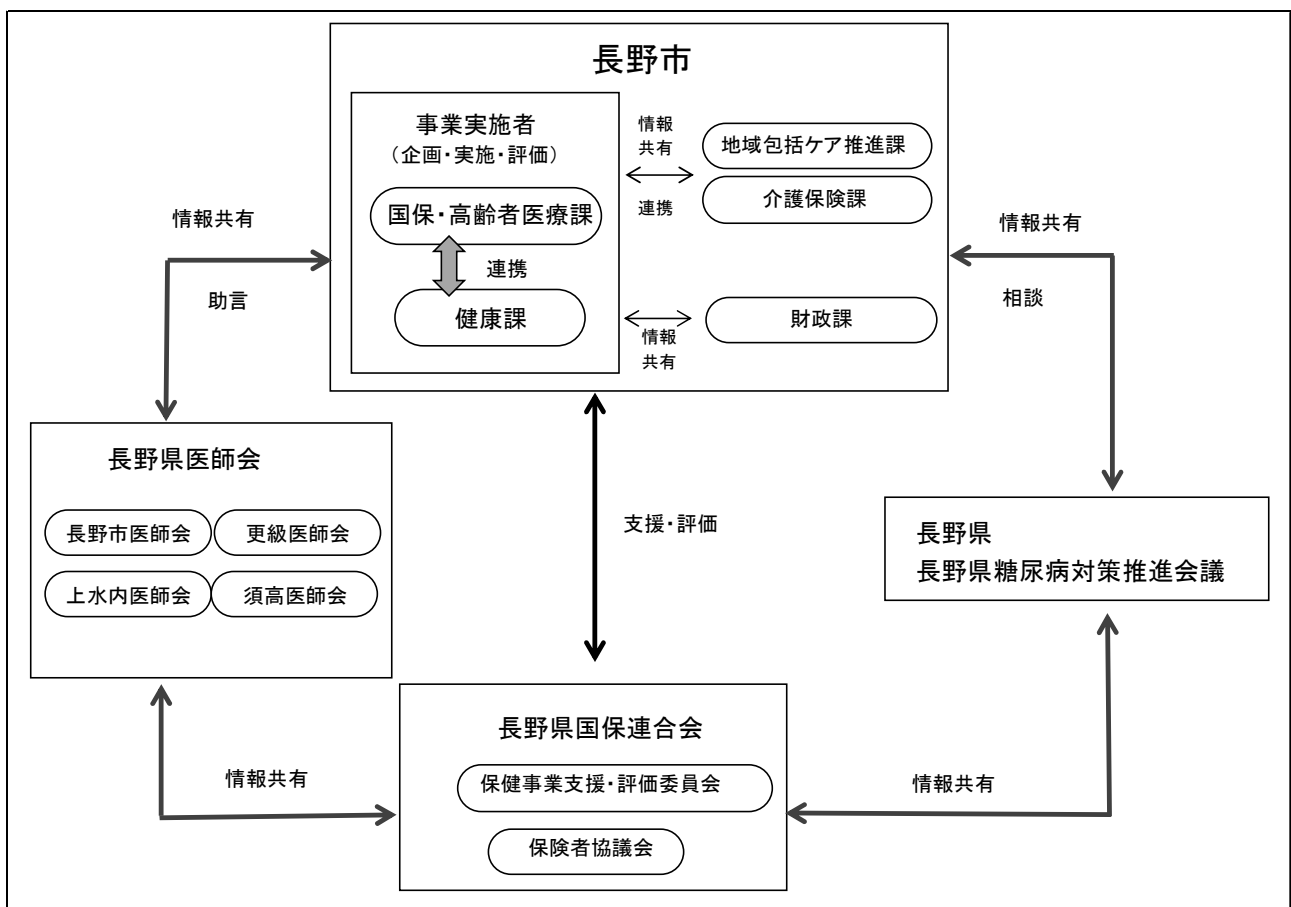 長野市
事業実施者
（企画・実施・評価）
国保・高齢者医療課
連携
健康課
情報
共有
連携
地域包括ケア推進課
介護保険課
情報
共有
財政課
情報共有
助言
情報共有
相談
長野県医師会
長野市医師会
更級医師会
上水内医師会
須高医師会
支援・評価
長野県
長野県糖尿病対策推進会議
長野県国保連合会
保健事業支援・評価委員会
保険者協議会
情報共有
情報共有